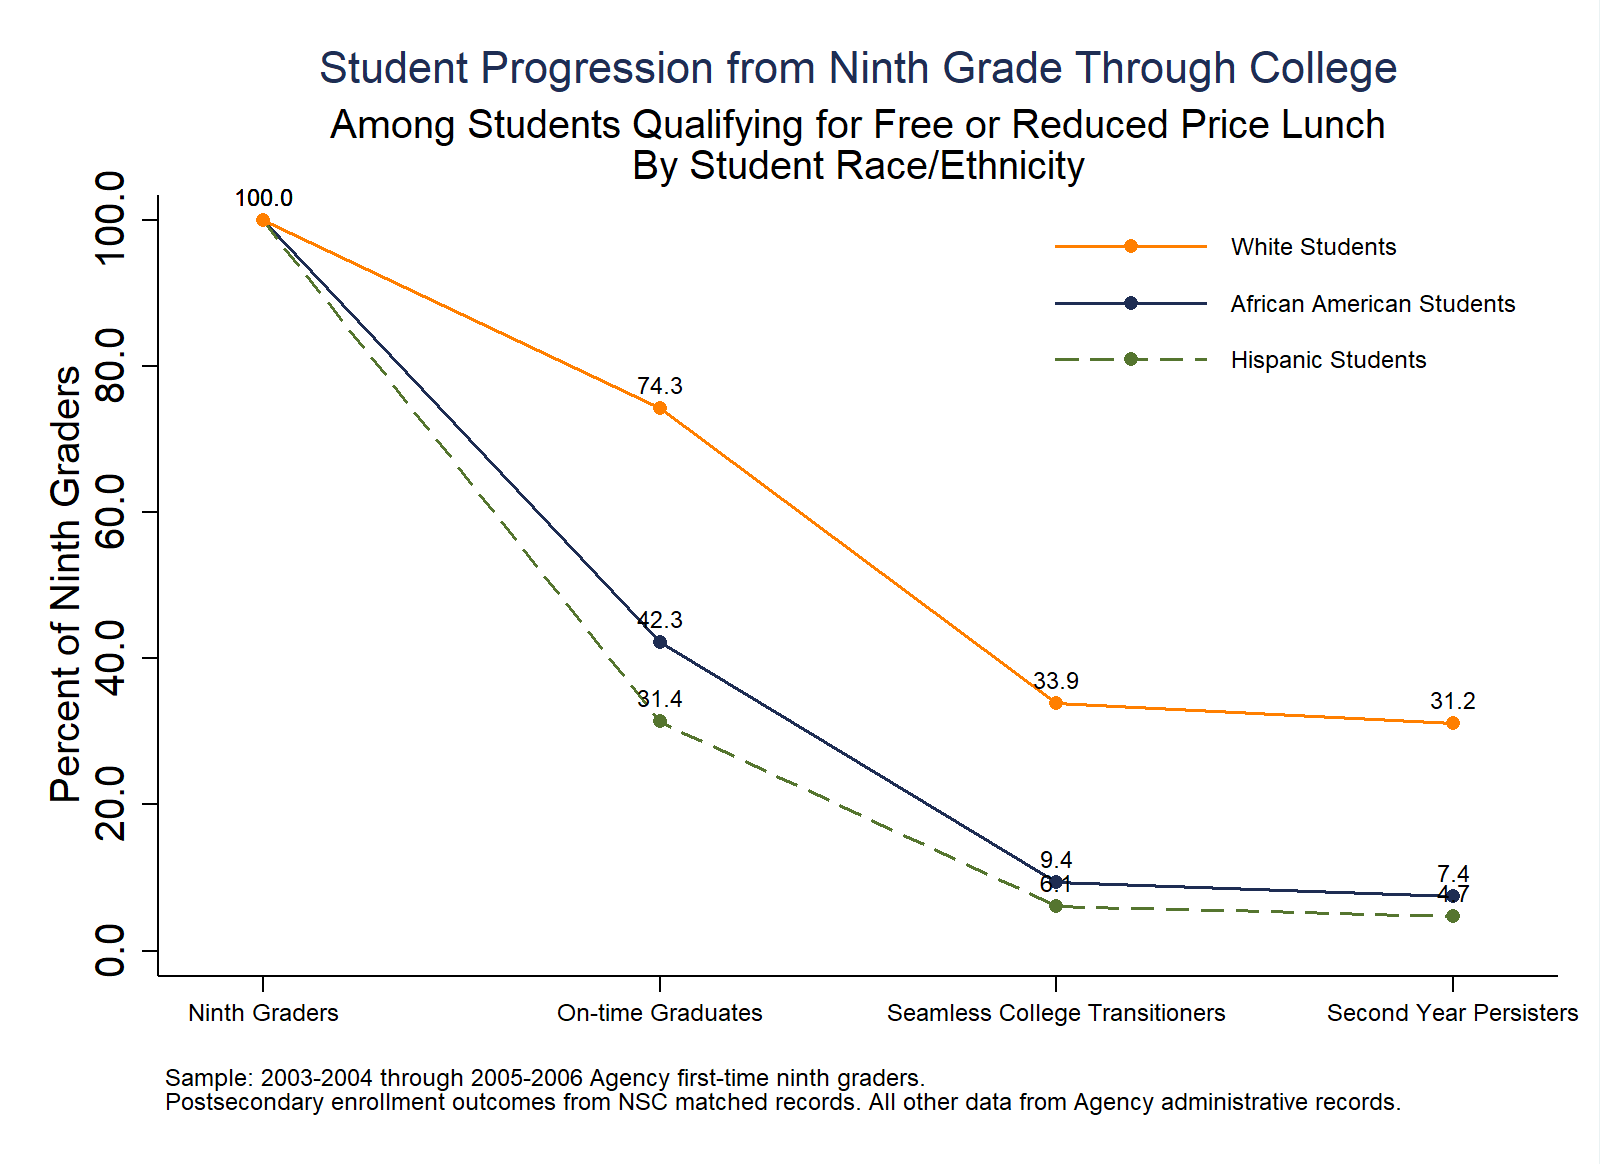 Student Progression from Ninth Grade Through College
Among Students Qualifying for Free or Reduced Price Lunch
By Student Race/Ethnicity
Percent of Ninth Graders
100.0
80.0
60.0
40.0
20.0
0.0
100.0
74.3
42.3
31.4
33.9
9.4
6.1
31.2
7.4
4.7
White Students
African American Students
Hispanic Students
Ninth Graders
On-time Graduates
Seamless College Transitioners
Second Year Persisters
Sample: 2003-2004 through 2005-2006 Agency first-time ninth graders.
Postsecondary enrollment outcomes from NSC matched records. All other data from Agency administrative records.